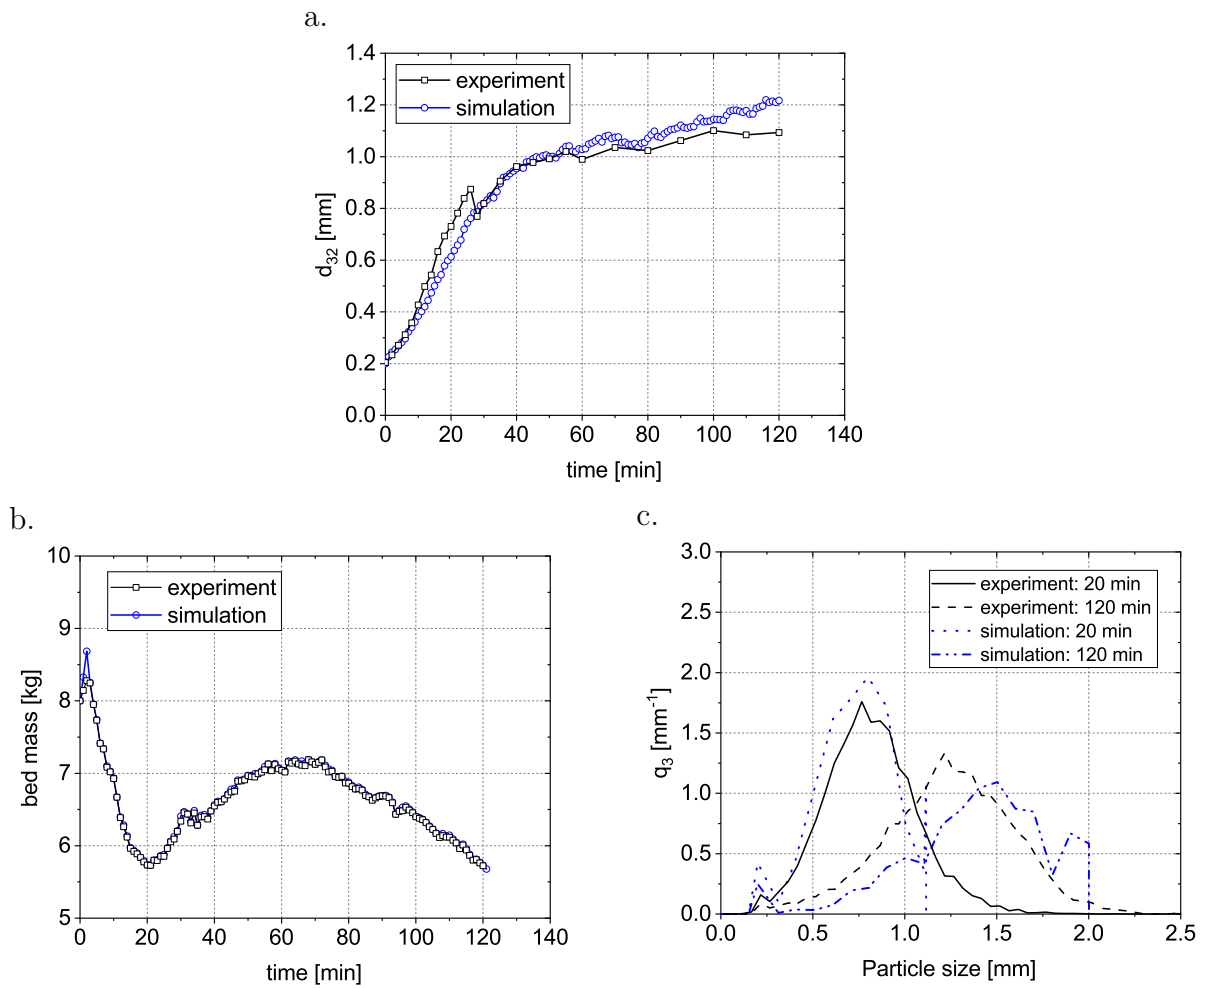 a.
1.4
1.2
1.0
0.8
0.6
0.4
0.2
0.0
d32 [mm]
experiment
simulation
0 20 40 60 80 100 120 140
time [min]
b.
10
9
8
7
6
5
bed mass [kg]
experiment
simulation
0 20 40 60 80 100 120 140
time [min]
c.
3.0
2.5
2.0
1.5
1.0
0.5
0.0
q3 [mm-1]
experiment: 20 min
experiment: 120 min
simulation: 20 min
simulation: 120 min
0.0 0.5 1.0 1.5 2.0 2.5
Particle size [mm]